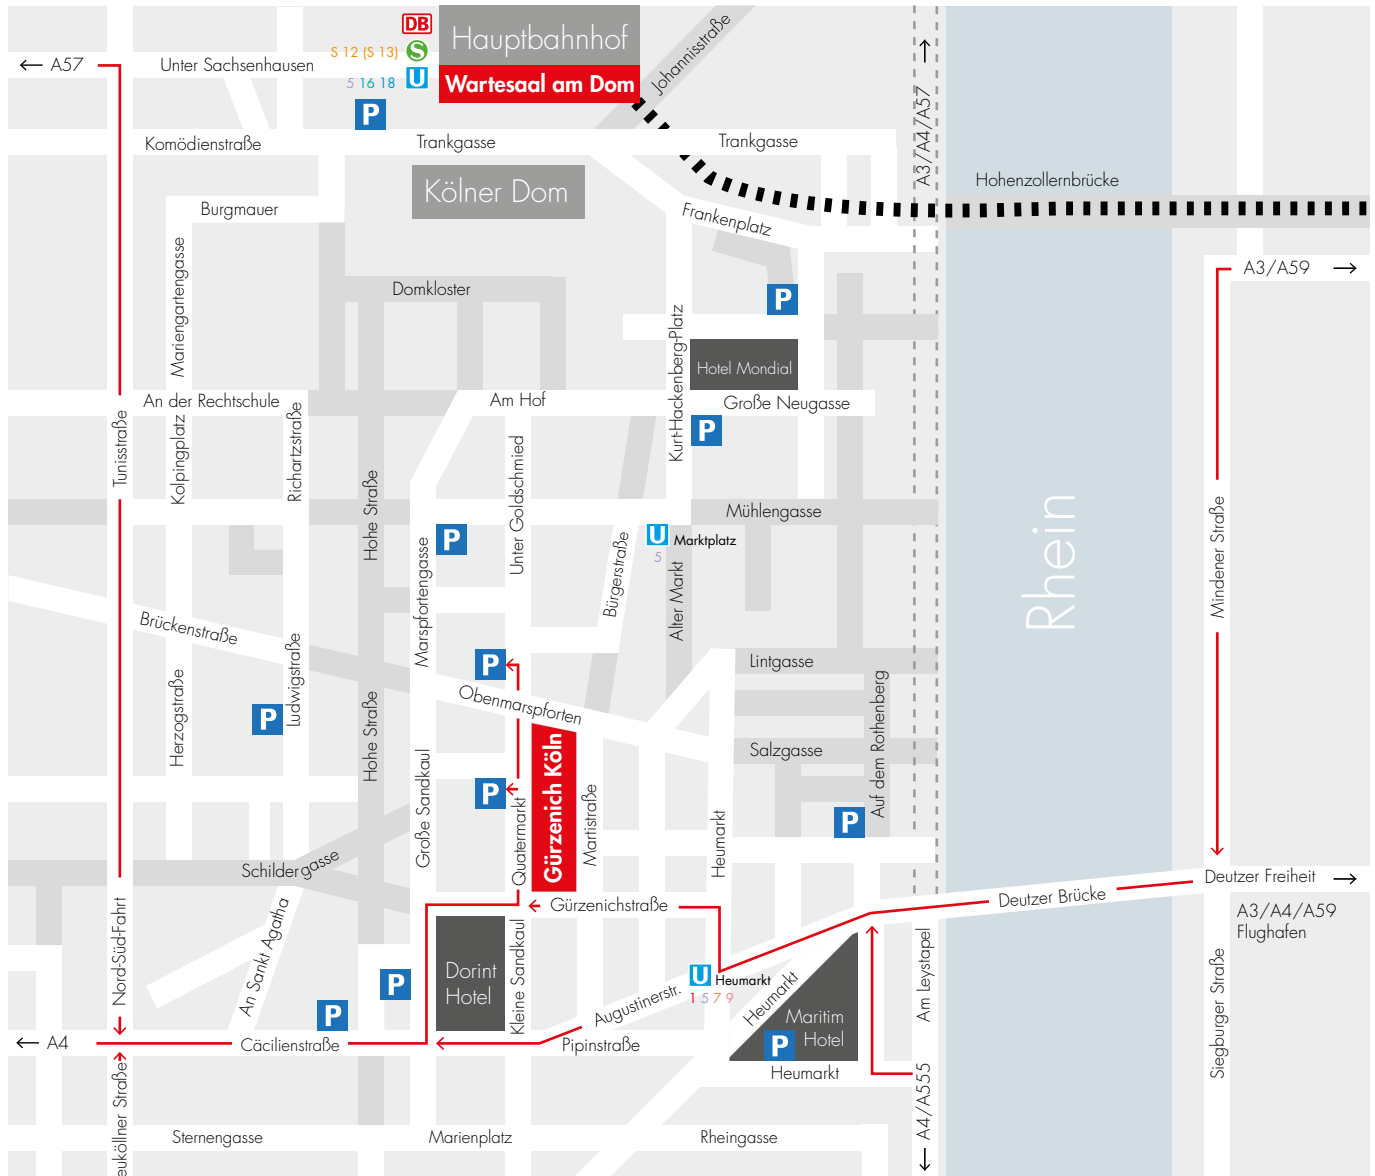 DB
Hauptbahnhof
S 12 (S 13)
S
← A57
Unter Sachsenhausen
5 16 18
U
Wartesaal am Dom
Johannisstraße
A3/A4/A57
P
Komödienstraße
Trankgasse
Trankgasse
Hohenzollernbrücke
Kölner Dom
Burgmauer
Frankenplatz
Mariengartengasse
A3/A59
Domkloster
P
Kurt-Hackenberg-Platz
Hotel Mondial
An der Rechtschule
Am Hof
Große Neugasse
P
Tunisstraße
Kolpingplatz
Richartzstraße
Hohe Straße
Unter Goldschmied
Mühlengasse
Rhein
Mindener Straße
P
U
Marktplatz
5
Marspfortengasse
Bürgerstraße
Alter Markt
Brückenstraße
Herzogstraße
Ludwigstraße
P
Lintgasse
P
Obenmarspforten
Hohe Straße
Auf dem Rothenberg
Salzgasse
Große Sandkaul
P
Quatermarkt
Gürzenich Köln
Martistraße
Heumarkt
P
Schildergasse
Deutzer Freiheit
Deutzer Brücke
Gürzenichstraße
A3/A4/A59
Flughafen
Nord-Süd-Fahrt
An Sankt Agatha
Dorint
Hotel
Kleine Sandkaul
P
U
Heumarkt
1 5 7 9
Augustinerstr.
Heumarkt
Am Leystapel
Siegburger Straße
P
Maritim
Hotel
P
← A4
Cäcilienstraße
Pipinstraße
Heumarkt
A4/A555
euköllner Straße
Sternengasse
Marienplatz
Rheingasse